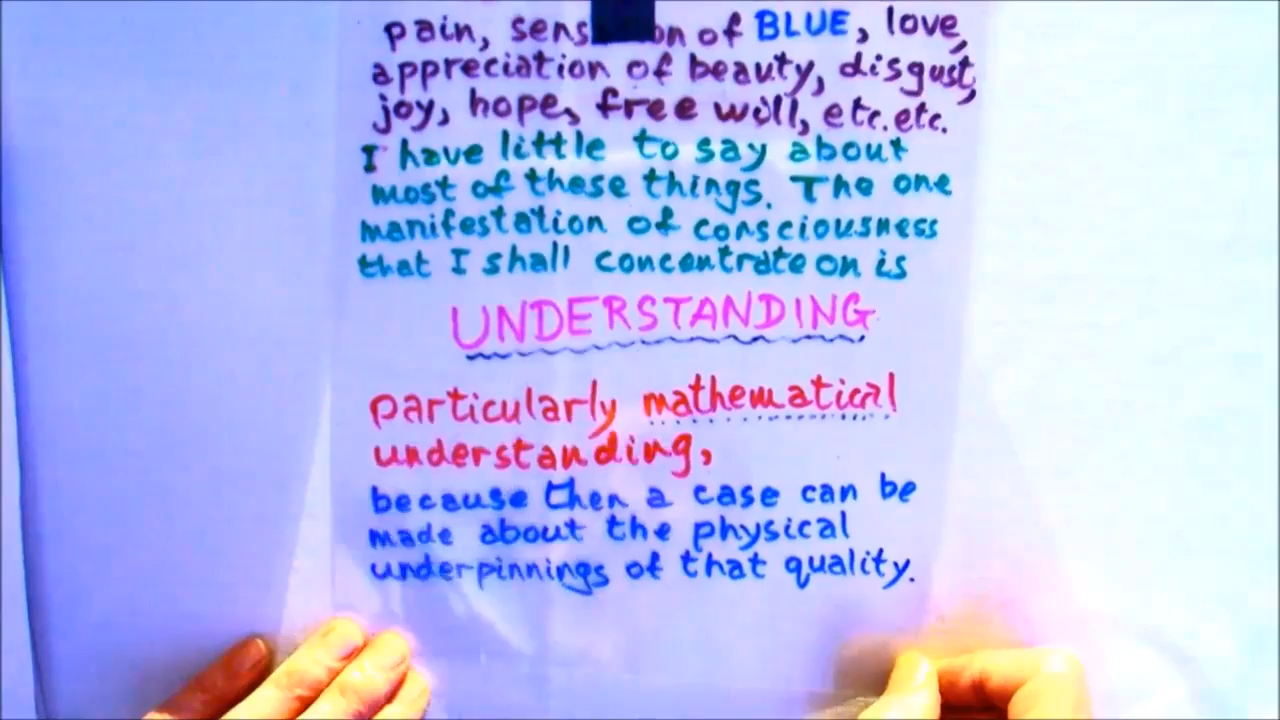 pain, sens on of BLUE, love,
appreciation of beauty, disgust,
joy, hope, free will, etc. etc.
I have little to say about
most of these things. The one
manifestation of consciousness
that I shall concentrate on is
UNDERSTANDING
particularly mathematical
understanding,
because then a case can be
made about the physical
underpinnings of that quality.